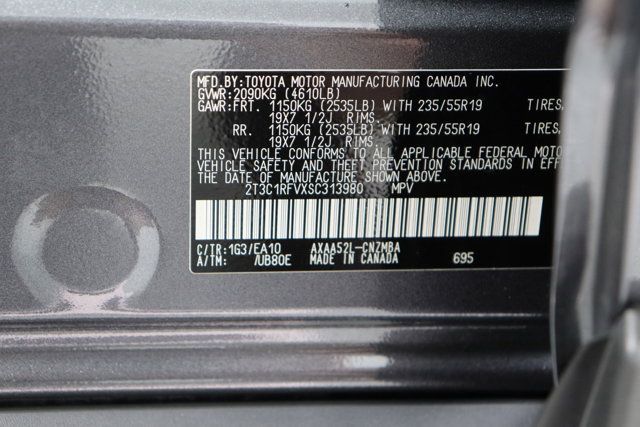 MFD.BY:TOYOTA MOTOR MANUFACTURING CANADA INC.
GVWR:2090KG (4610LB)
GAWR:FRT. 1150KG (2535LB) WITH 235/55R19 TIRES,
19X7 1/2J RIMS.
RR. 1150KG (2535LB) WITH 235/55R19 TIRES,
19X7 1/2J RIMS.
THIS VEHICLE CONFORMS TO ALL APPLICABLE FEDERAL MOTO
VEHICLE SAFETY AND THEFT PREVENTION STANDARDS IN EFFE
THE DATE OF MANUFACTURE SHOWN ABOVE.
2T3C1RFVXSC313980 MPV
C/TR:1G3/EA10 AXAA52L-CNZMBA
A/TM: /UB80E MADE IN CANADA 695